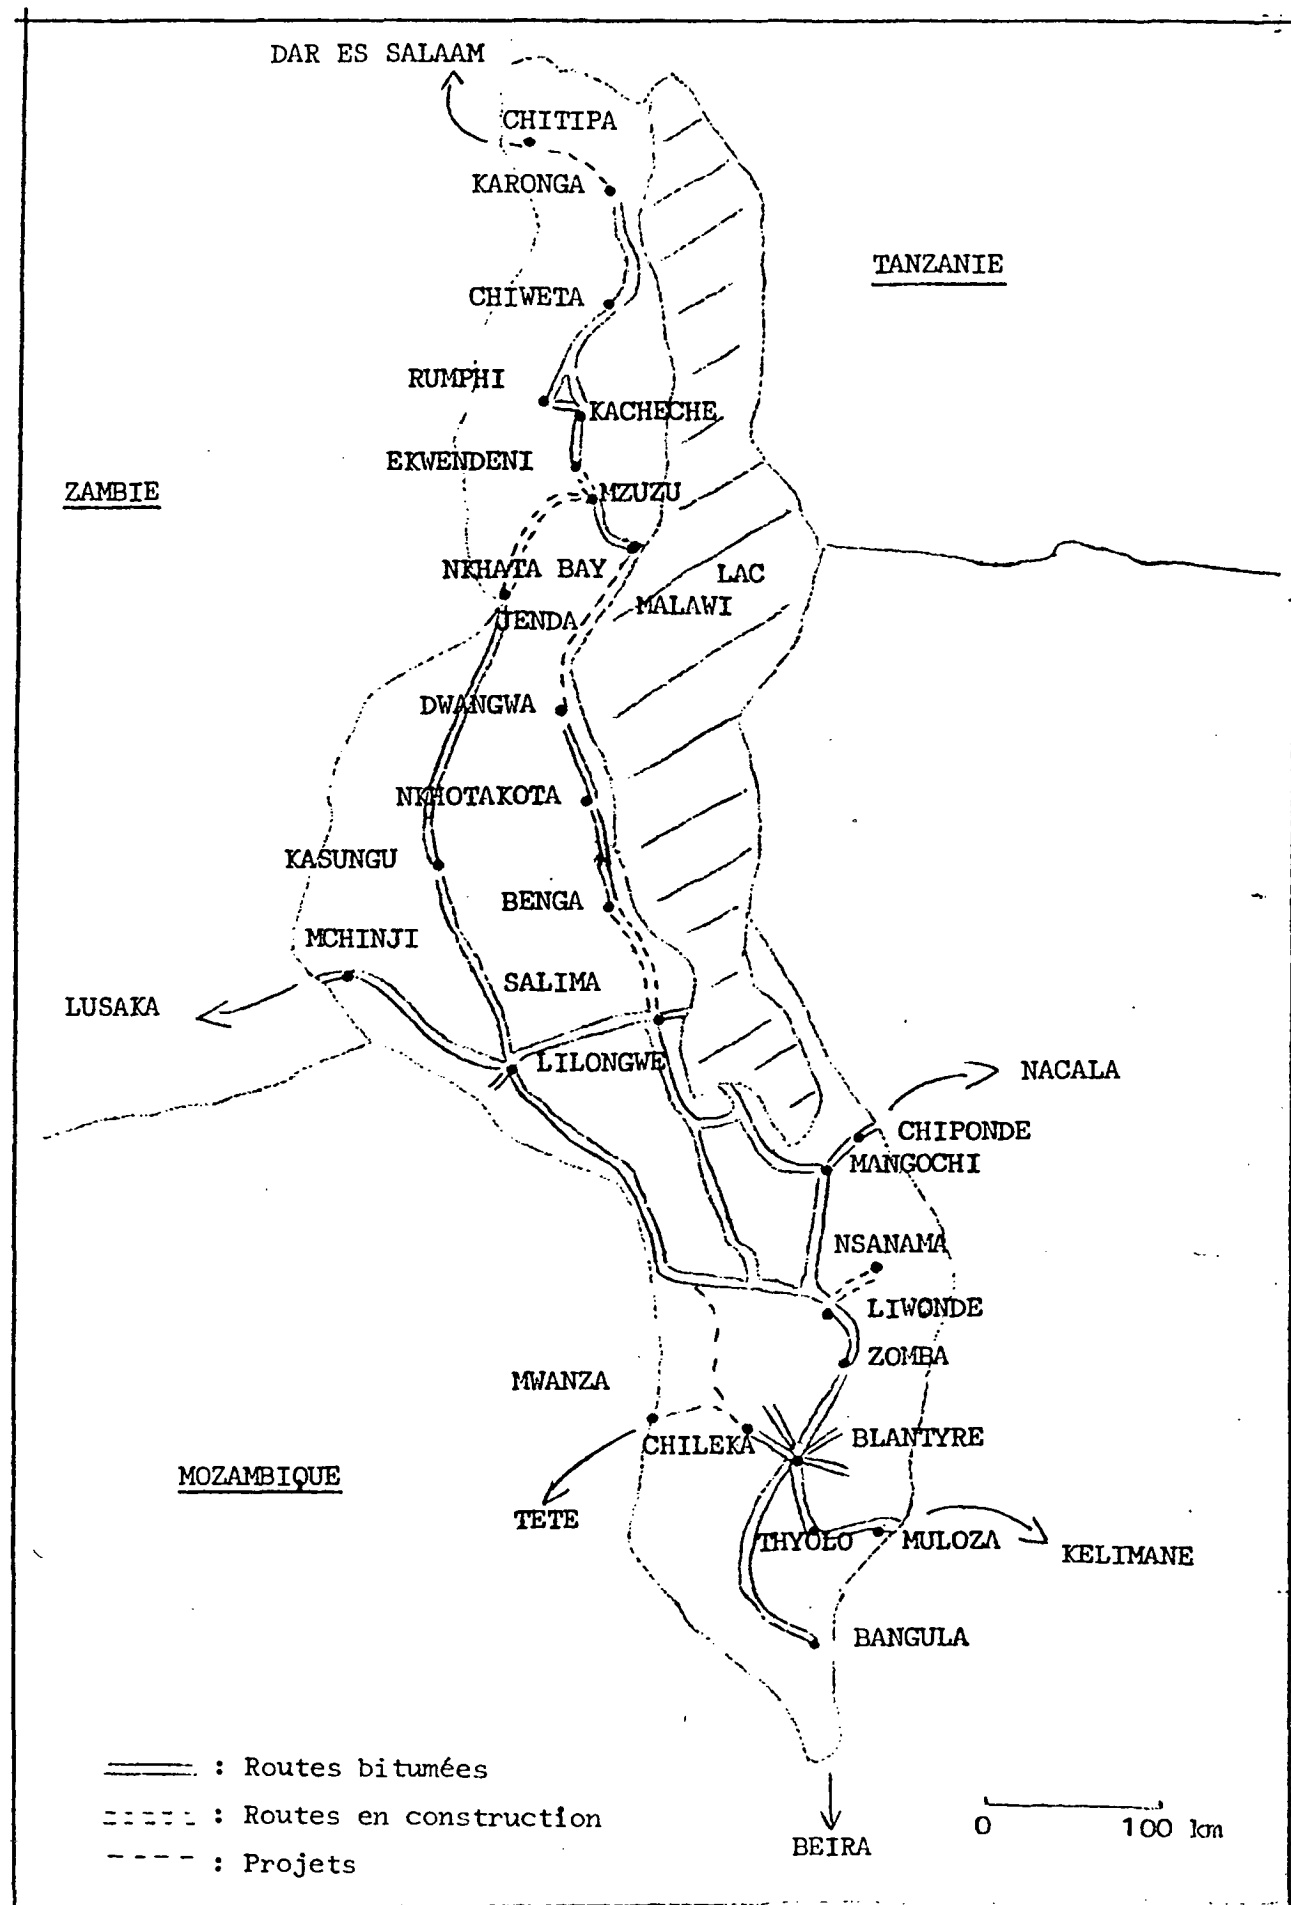 DAR ES SALAAM
CHITIPA
KARONGA
TANZANIE
CHIWETA
RUMPHI
KACHECHE
EKWENDENI
ZAMBIE
MZUZU
NKHATA BAY
LAC
MALAWI
JENDA
DWANGWA
NKHOTAKOTA
KASUNGU
BENGA
MCHINJI
SALIMA
LUSAKA
LILONGWE
NACALA
CHIPONDE
MANGOCHI
NSANAMA
LIWONDE
ZOMBA
MWANZA
BLANTYRE
CHILEKA
MOZAMBIQUE
TETE
THYOLO
MULOZA
KELIMANE
BANGULA
: Routes bitumées
: Routes en construction
: Projets
0 100 km
BEIRA